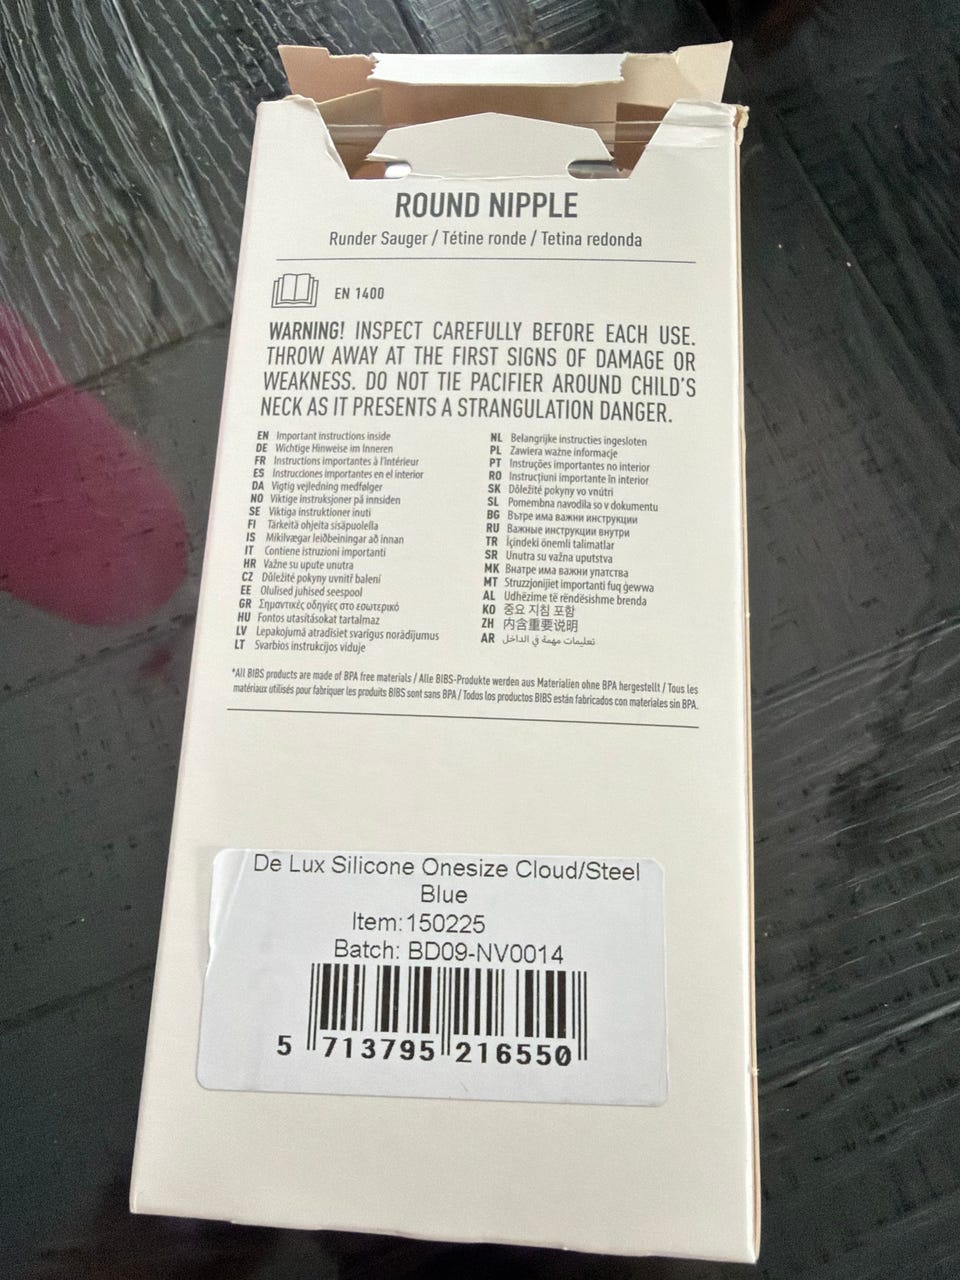 ROUND NIPPLE
Runder Sauger / Tétine ronde / Tetina redonda
EN 1400
WARNING! INSPECT CAREFULLY BEFORE EACH USE.
THROW AWAY AT THE FIRST SIGNS OF DAMAGE OR
WEAKNESS. DO NOT TIE PACIFIER AROUND CHILD'S
NECK AS IT PRESENTS A STRANGULATION DANGER.
EN Important instructions inside
DE Wichtige Hinweise im Inneren
FR Instructions importantes à l'intérieur
ES Instrucciones importantes en el interior
DA Vigtig vejledning medfølger
NO Viktige instruksjoner på innsiden
SE Viktiga instruktioner inuti
FI Tärkeitä ohjeita sisäpuolella
IS Mikilvægar leiðbeiningar að innan
IT Contiene istruzioni importanti
HR Važne su upute unutra
CZ Důležité pokyny uvnitř balení
EE Olulised juhised seespool
GR Σημαντικές οδηγίες στο εσωτερικό
HU Fontos utasításokat tartalmaz
LV Iepakojumā atradīsiet svarīgus norādījumus
LT Svarbios instrukcijos viduje
NL Belangrijke instructies ingesloten
PL Zawiera ważne informacje
PT Instruções importantes no interior
RO Instrucțiuni importante în interior
SK Dôležité pokyny vo vnútri
SL Pomembna navodila so v dokumentu
BG Вътре има важни инструкции
RU Важные инструкции внутри
TR İçindeki önemli talimatlar
SR Unutra su važna uputstva
MK Внатре има важни упатства
MT Struzzjonijiet importanti fuq ġewwa
AL Udhëzime të rëndësishme brenda
KO 중요 지침 포함
ZH 内含重要说明
AR تعليمات مهمة في الداخل
*All BIBS products are made of BPA free materials / Alle BIBS-Produkte werden aus Materialien ohne BPA hergestellt / Tous les
matériaux utilisés pour fabriquer les produits BIBS sont sans BPA / Todos los productos BIBS están fabricados con materiales sin BPA.
De Lux Silicone Onesize Cloud/Steel
Blue
Item:150225
Batch: BD09-NV0014
5 713795 216550